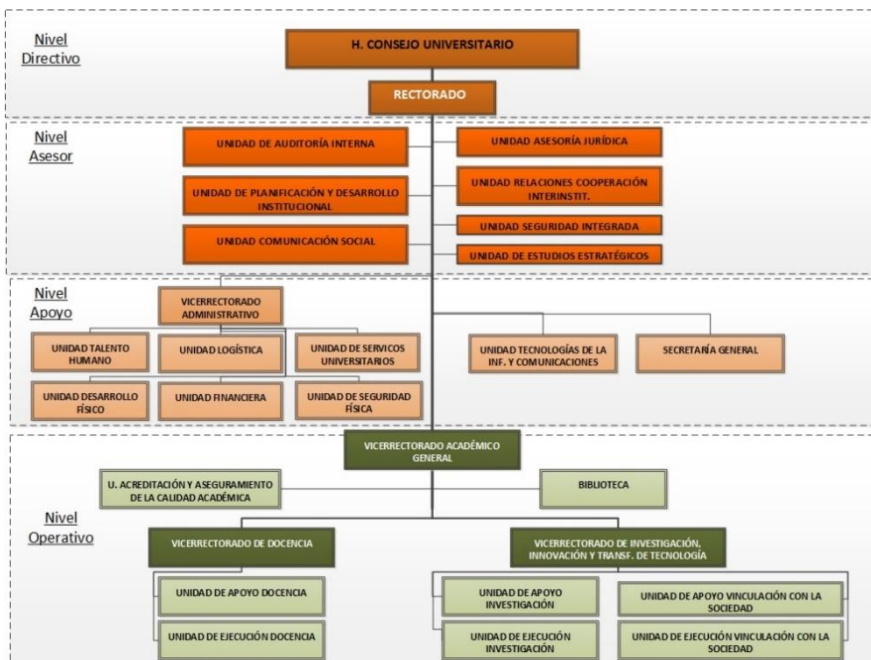 Nivel
Directivo
H. CONSEJO UNIVERSITARIO
RECTORADO
Nivel
Asesor
UNIDAD DE AUDITORÍA INTERNA
UNIDAD ASESORÍA JURÍDICA
UNIDAD DE PLANIFICACIÓN Y DESARROLLO
INSTITUCIONAL
UNIDAD RELACIONES COOPERACIÓN
INTERINSTIT.
UNIDAD COMUNICACIÓN SOCIAL
UNIDAD SEGURIDAD INTEGRADA
UNIDAD DE ESTUDIOS ESTRATÉGICOS
Nivel
Apoyo
VICERRECTORADO
ADMINISTRATIVO
UNIDAD TALENTO
HUMANO
UNIDAD LOGÍSTICA
UNIDAD DE SERVICOS
UNIVERSITARIOS
UNIDAD TECNOLOGÍAS DE LA
INF. Y COMUNICACIONES
SECRETARÍA GENERAL
UNIDAD DESARROLLO
FÍSICO
UNIDAD FINANCIERA
UNIDAD DE SEGURIDAD
FÍSICA
Nivel
Operativo
VICERRECTORADO ACADÉMICO
GENERAL
U. ACREDITACIÓN Y ASEGURAMIENTO
DE LA CALIDAD ACADÉMICA
BIBLIOTECA
VICERRECTORADO DE DOCENCIA
VICERRECTORADO DE INVESTIGACIÓN,
INNOVACIÓN Y TRANSF. DE TECNOLOGÍA
UNIDAD DE APOYO DOCENCIA
UNIDAD DE EJECUCIÓN DOCENCIA
UNIDAD DE APOYO
INVESTIGACIÓN
UNIDAD DE APOYO VINCULACIÓN CON LA
SOCIEDAD
UNIDAD DE EJECUCIÓN
INVESTIGACIÓN
UNIDAD DE EJECUCIÓN VINCULACIÓN CON LA
SOCIEDAD